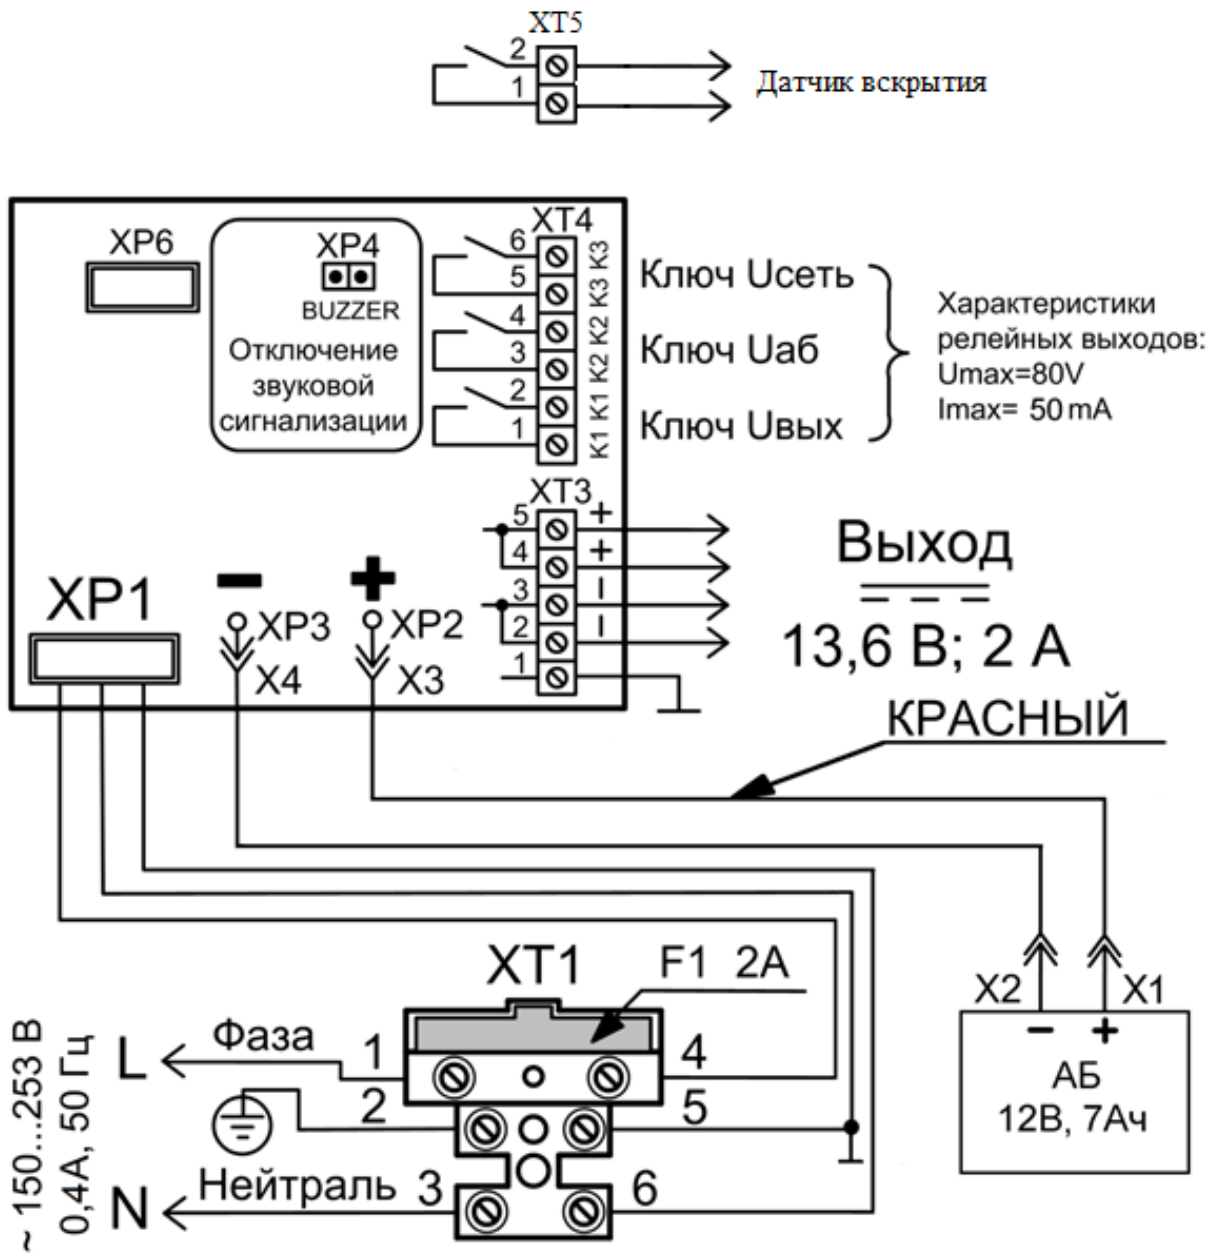 XT5
2
1
Датчик вскрытия
XP6
XP4
BUZZER
Отключение
звуковой
сигнализации
XT4
6
5
4
3
2
1
K3
K3
K2
K2
K1
K1
Ключ Uсеть
Ключ Uаб
Ключ Uвых
Характеристики
релейных выходов:
Umax=80V
Imax= 50 mA
XT3
5
4
3
2
1
+
+
–
–
Выход
13,6 В; 2 А
XP1
–
+
XP3
XP2
X4
X3
КРАСНЫЙ
XT1
F1 2A
X2
X1
– +
АБ
12В, 7Ач
~ 150...253 В
0,4А, 50 Гц
L
Фаза
1
4
2
5
N
Нейтраль
3
6